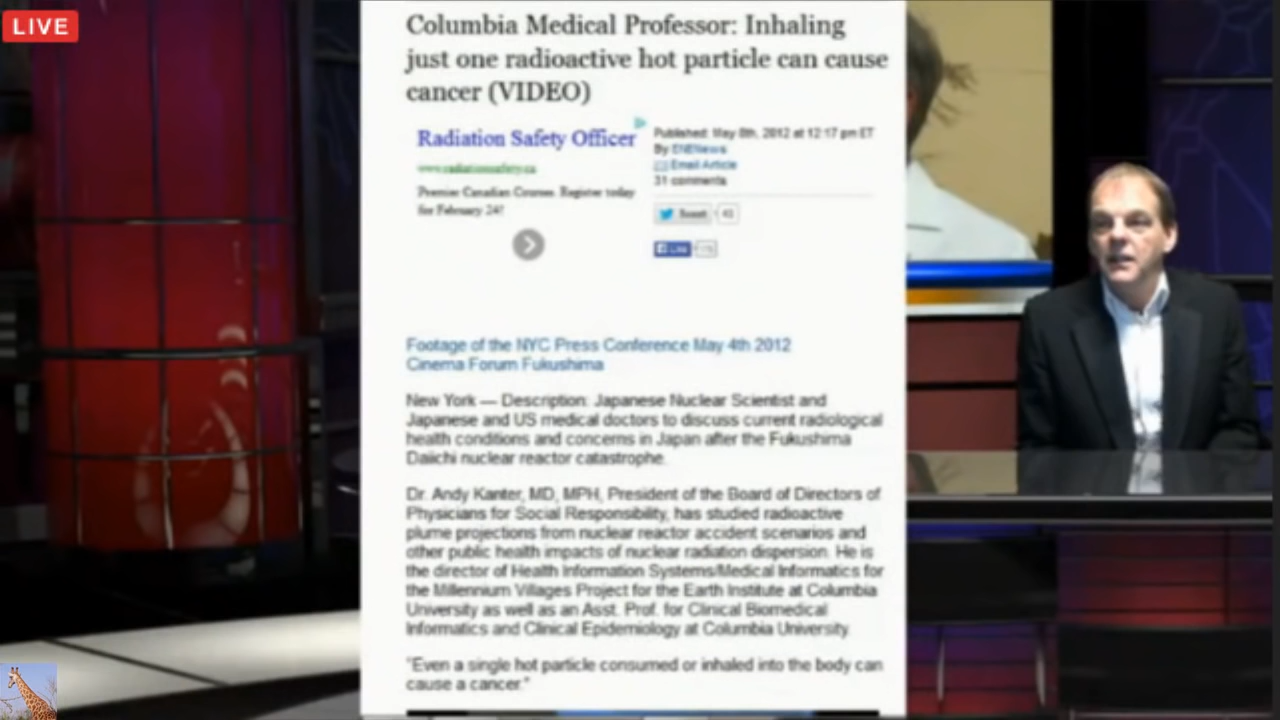 LIVE
Columbia Medical Professor: Inhaling
just one radioactive hot particle can cause
cancer (VIDEO)
Radiation Safety Officer
www.radiationsafety.ca
Premier Canadian Courses. Register today
for February 24!
Published: May 8th, 2012 at 12:17 pm ET
By ENENews
Email Article
31 comments
Tweet
Like
Footage of the NYC Press Conference May 4th 2012
Cinema Forum Fukushima
New York — Description: Japanese Nuclear Scientist and
Japanese and US medical doctors to discuss current radiological
health conditions and concerns in Japan after the Fukushima
Daiichi nuclear reactor catastrophe.
Dr. Andy Kanter, MD, MPH, President of the Board of Directors of
Physicians for Social Responsibility, has studied radioactive
plume projections from nuclear reactor accident scenarios and
other public health impacts of nuclear radiation dispersion. He is
the director of Health Information Systems/Medical Informatics for
the Millennium Villages Project for the Earth Institute at Columbia
University as well as an Asst. Prof. for Clinical Biomedical
Informatics and Clinical Epidemiology at Columbia University.
"Even a single hot particle consumed or inhaled into the body can
cause a cancer."